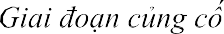 Giai đoạn củng cố